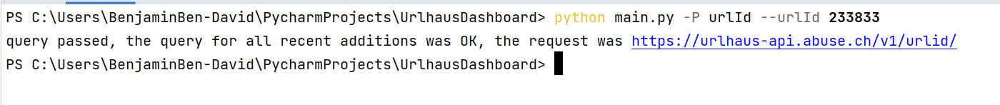 PS C:\Users\BenjaminBen-David\PycharmProjects\UrlhausDashboard> python main.py -P urlId --urlId 233833
query passed, the query for all recent additions was OK, the request was https://urlhaus-api.abuse.ch/v1/urlid/
PS C:\Users\BenjaminBen-David\PycharmProjects\UrlhausDashboard>